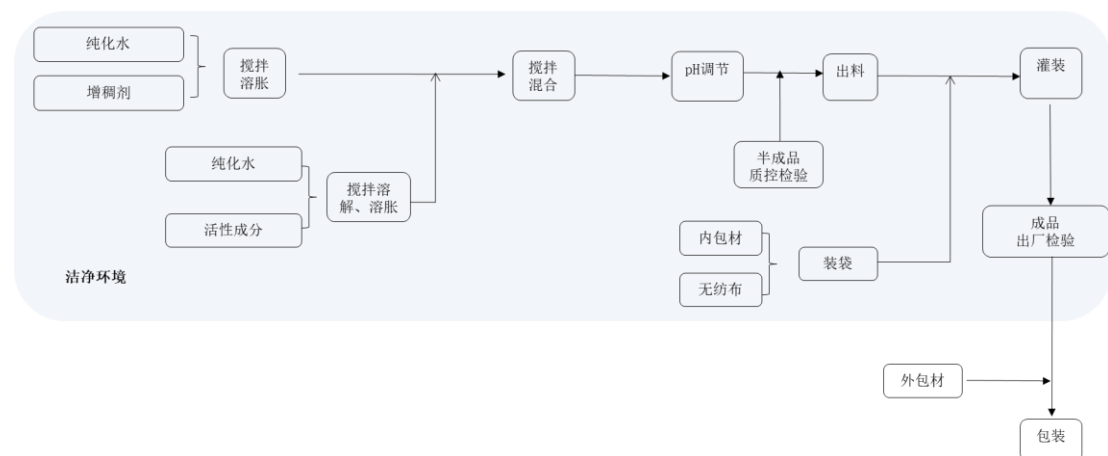 纯化水
增稠剂
搅拌
溶胀
搅拌
混合
pH调节
出料
灌装
纯化水
活性成分
搅拌溶
解、溶胀
半成品
质控检验
内包材
无纺布
装袋
成品
出厂检验
洁净环境
外包材
包装